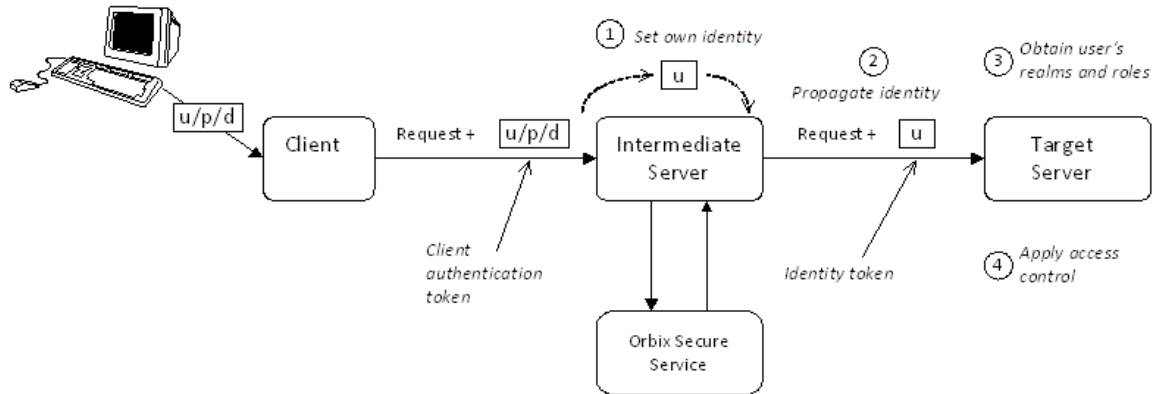 u/p/d
Client
Request +
u/p/d
Client
authentication
token
1
Set own identity
u
Intermediate
Server
Orbix Secure
Service
2
Propagate identity
Request +
u
Identity token
3
Obtain user's
realms and roles
Target
Server
4
Apply access
control